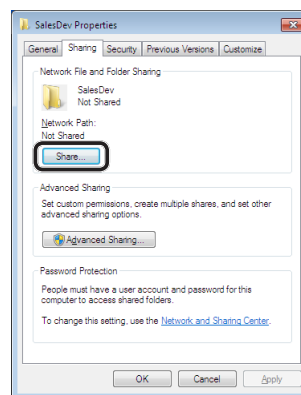 SalesDev Properties
General Sharing Security Previous Versions Customize
Network File and Folder Sharing
SalesDev
Not Shared
Network Path:
Not Shared
Share...
Advanced Sharing
Set custom permissions, create multiple shares, and set other
advanced sharing options.
Advanced Sharing...
Password Protection
People must have a user account and password for this
computer to access shared folders.
To change this setting, use the Network and Sharing Center.
OK Cancel Apply